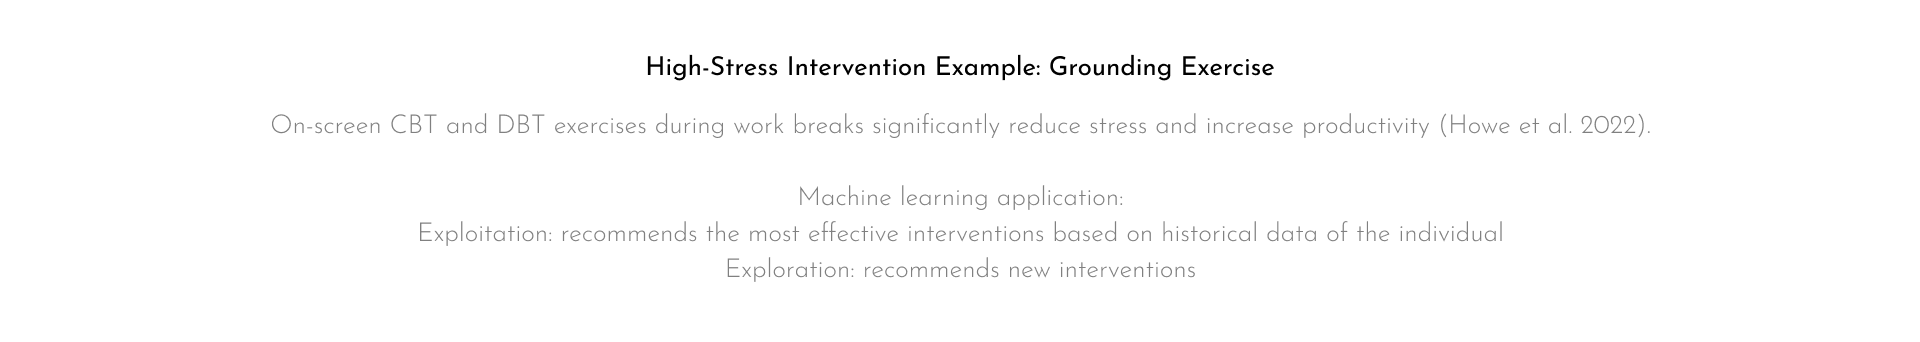 High-Stress Intervention Example: Grounding Exercise
On-screen CBT and DBT exercises during work breaks significantly reduce stress and increase productivity (Howe et al. 2022).
Machine learning application:
Exploitation: recommends the most effective interventions based on historical data of the individual
Exploration: recommends new interventions